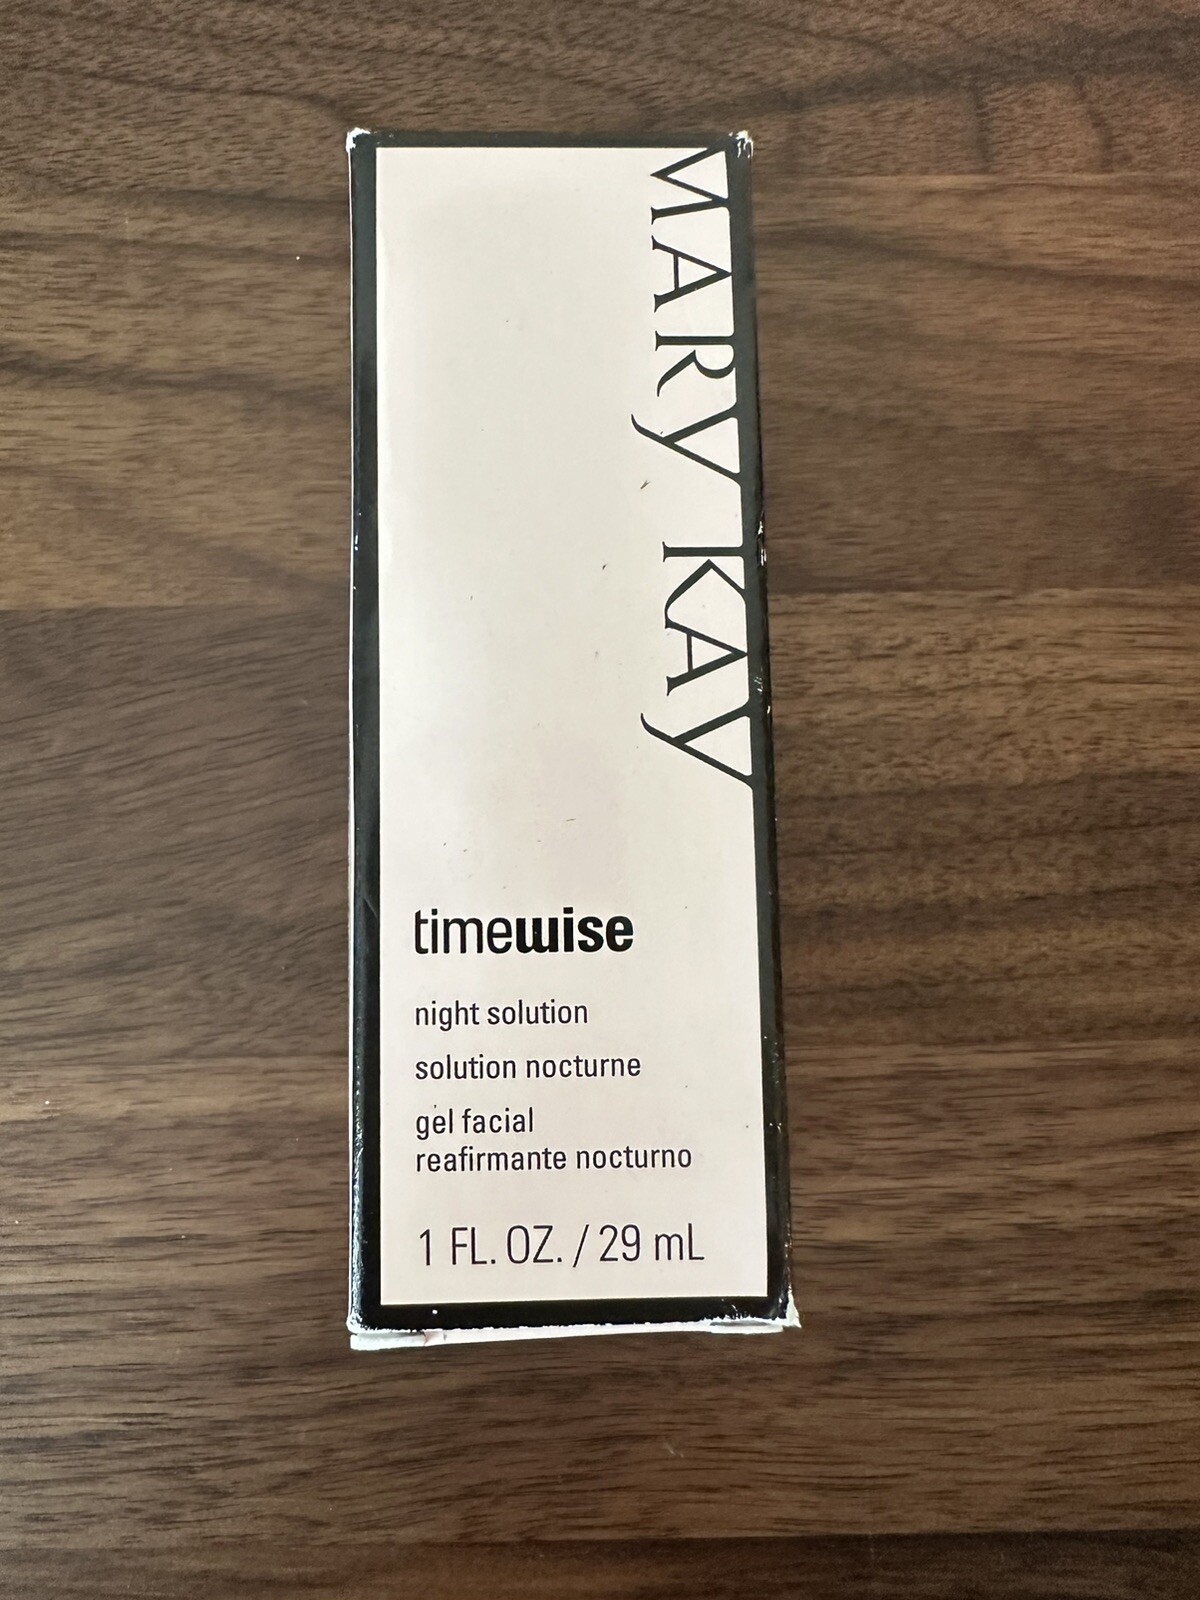 MARY KAY
timewise
night solution
solution nocturne
gel facial
reafirmante nocturno
1 FL. OZ. / 29 mL